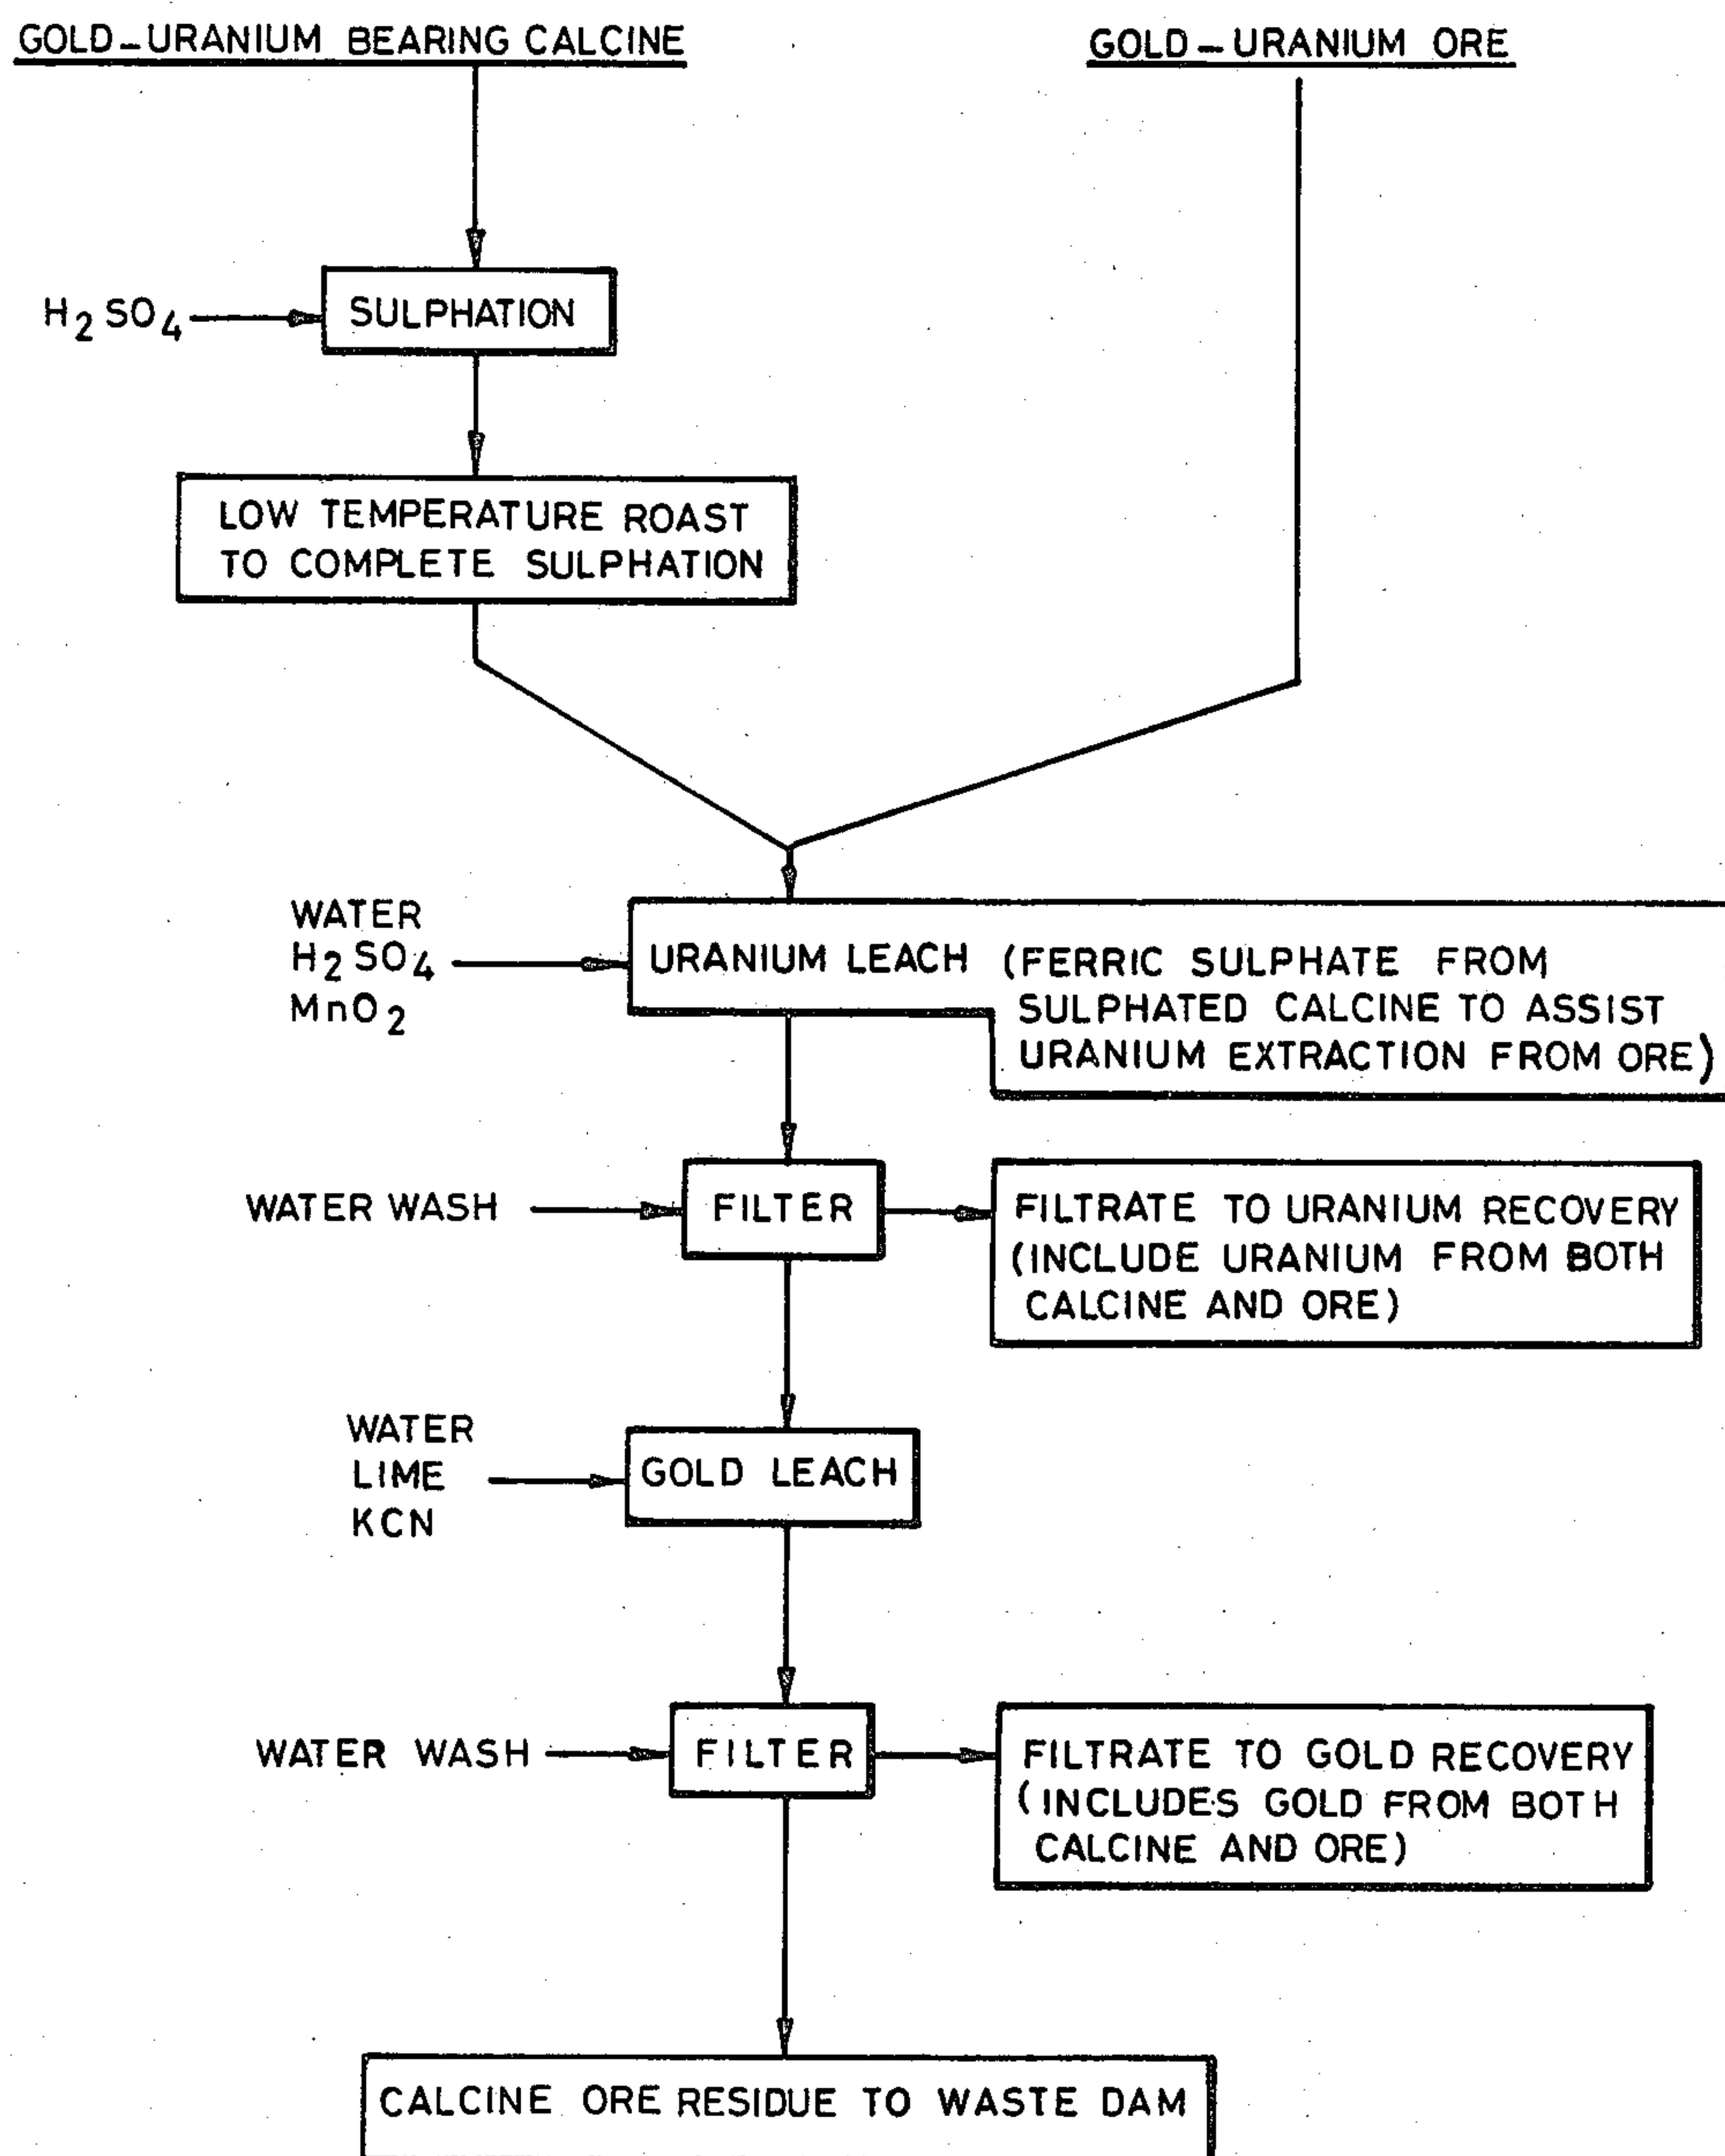 GOLD-URANIUM BEARING CALCINE
GOLD-URANIUM ORE
H2SO4
SULPHATION
LOW TEMPERATURE ROAST
TO COMPLETE SULPHATION
WATER
H2SO4
MnO2
URANIUM LEACH (FERRIC SULPHATE FROM
SULPHATED CALCINE TO ASSIST
URANIUM EXTRACTION FROM ORE)
WATER WASH
FILTER
FILTRATE TO URANIUM RECOVERY
(INCLUDE URANIUM FROM BOTH
CALCINE AND ORE)
WATER
LIME
KCN
GOLD LEACH
WATER WASH
FILTER
FILTRATE TO GOLD RECOVERY
(INCLUDES GOLD FROM BOTH
CALCINE AND ORE)
CALCINE ORE RESIDUE TO WASTE DAM